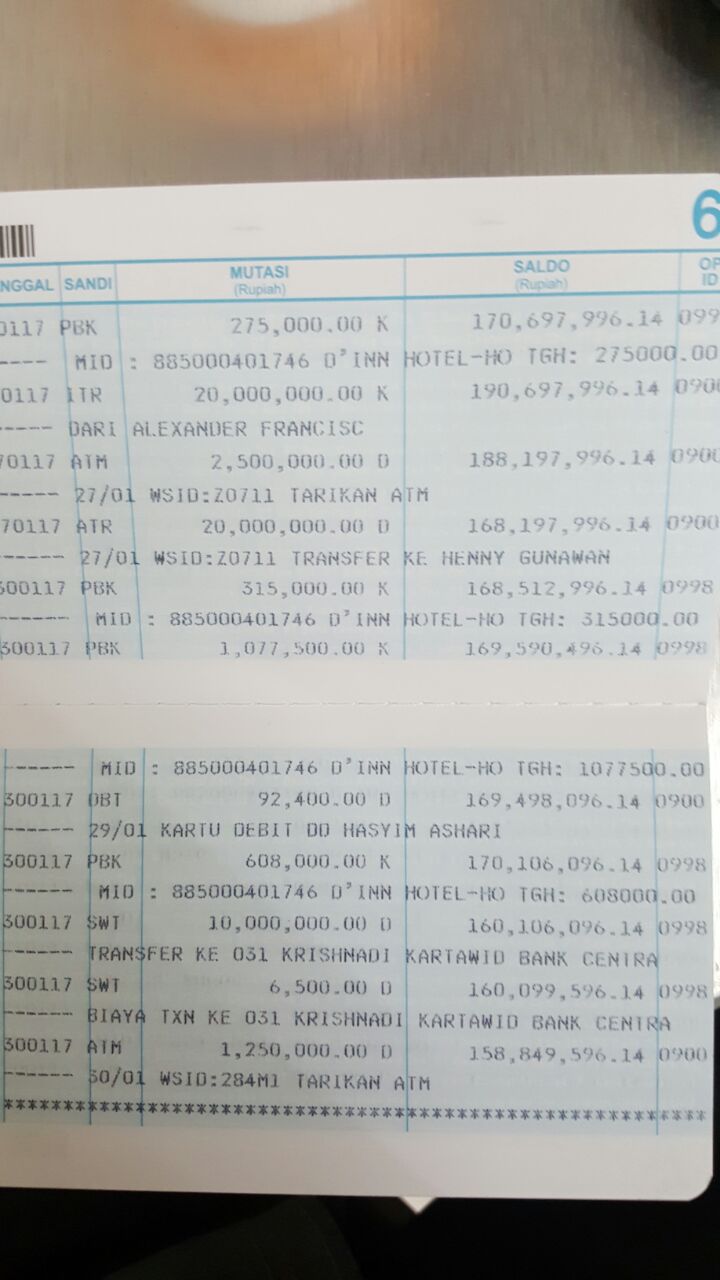 6
NGGAL SANDI MUTASI (Rupiah) SALDO (Rupiah) OP ID
0117 PBK 275,000.00 K 170,697,996.14 099
---- MID : 885000401746 D'INN HOTEL-HO TGH: 275000.00
0117 ITR 20,000,000.00 K 190,697,996.14 0900
----- DARI ALEXANDER FRANCISC
70117 ATM 2,500,000.00 D 188,197,996.14 0900
----- 27/01 WSID:Z0711 TARIKAN ATM
70117 ATR 20,000,000.00 D 168,197,996.14 0900
------ 27/01 WSID:Z0711 TRANSFER KE HENNY GUNAWAN
300117 PBK 315,000.00 K 168,512,996.14 0998
------ MID : 885000401746 D'INN HOTEL-HO TGH: 315000.00
300117 PBK 1,077,500.00 K 169,590,496.14 0998
------ MID : 885000401746 D'INN HOTEL-HO TGH: 1077500.00
300117 DBT 92,400.00 D 169,498,096.14 0900
------ 29/01 KARTU DEBIT DD HASYIM ASHARI
300117 PBK 608,000.00 K 170,106,096.14 0998
------ MID : 885000401746 D'INN HOTEL-HO TGH: 608000.00
300117 SWT 10,000,000.00 D 160,106,096.14 0998
------ TRANSFER KE 031 KRISHNADI KARTAWID BANK CENTRA
300117 SWT 6,500.00 D 160,099,596.14 0998
------ BIAYA TXN KE 031 KRISHNADI KARTAWID BANK CENTRA
300117 ATM 1,250,000.00 D 158,849,596.14 0900
------ 30/01 WSID:284M1 TARIKAN ATM
**********************************************************************